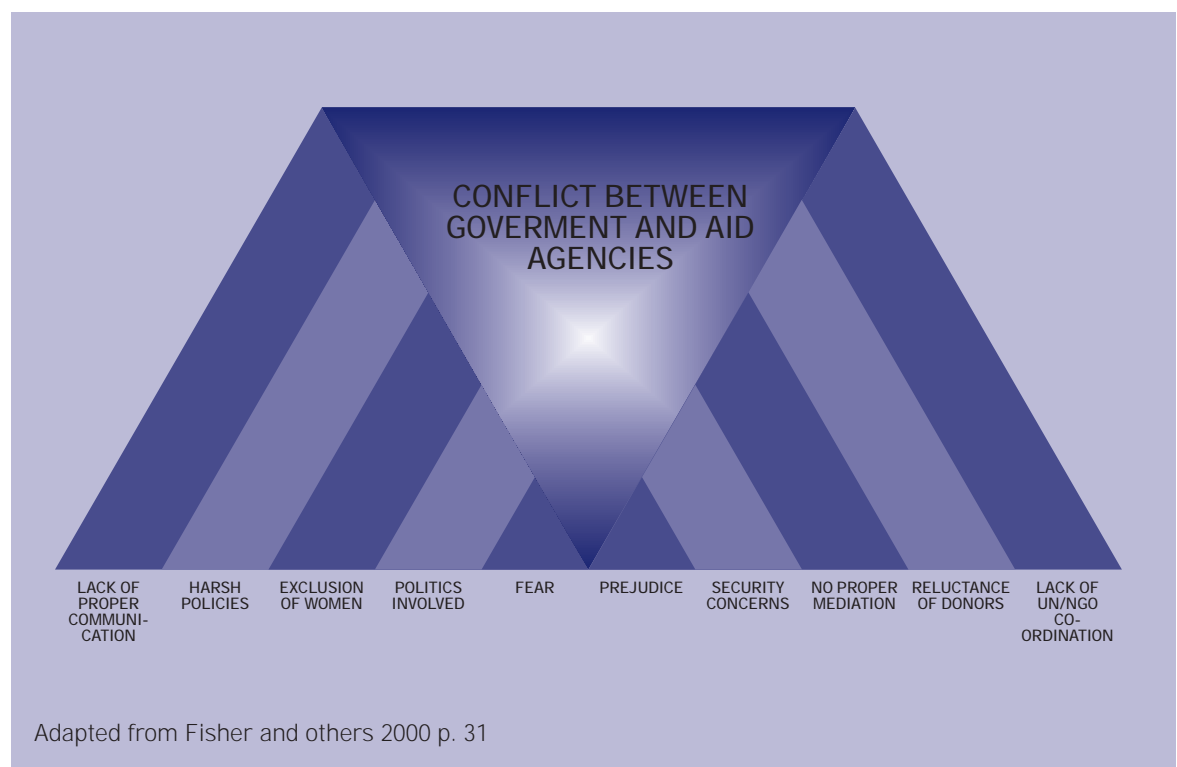 CONFLICT BETWEEN
GOVERMENT AND AID
AGENCIES
LACK OF
PROPER
COMMUNI-
CATION
HARSH
POLICIES
EXCLUSION
OF WOMEN
POLITICS
INVOLVED
FEAR
PREJUDICE
SECURITY
CONCERNS
NO PROPER
MEDIATION
RELUCTANCE
OF DONORS
LACK OF
UN/NGO
CO-
ORDINATION
Adapted from Fisher and others 2000 p. 31